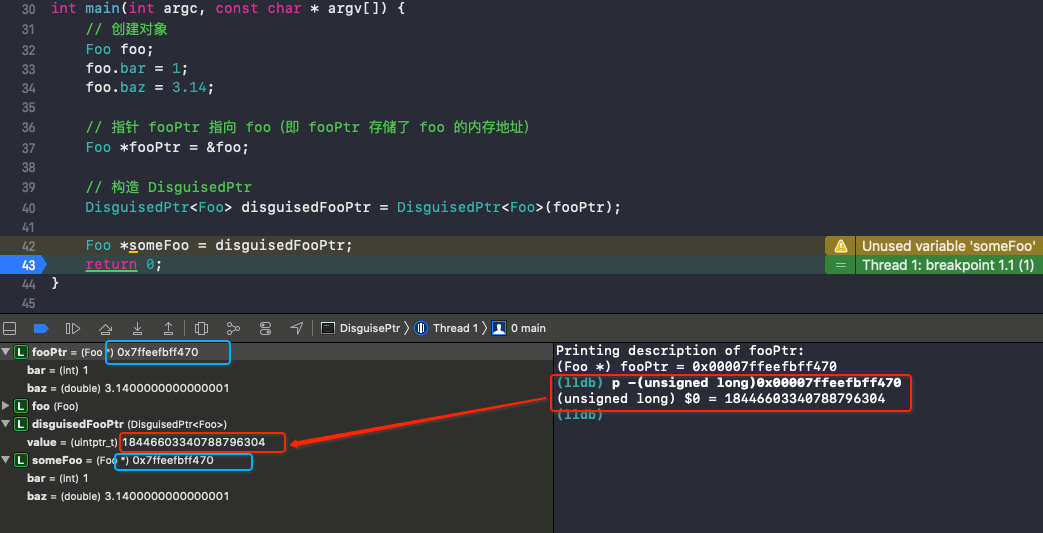 30 int main(int argc, const char * argv[]) {
31 // 创建对象
32 Foo foo;
33 foo.bar = 1;
34 foo.baz = 3.14;
35
36 // 指针 fooPtr 指向 foo（即 fooPtr 存储了 foo 的内存地址）
37 Foo *fooPtr = &foo;
38
39 // 构造 DisguisedPtr
40 DisguisedPtr<Foo> disguisedFooPtr = DisguisedPtr<Foo>(fooPtr);
41
42 Foo *someFoo = disguisedFooPtr; Unused variable 'someFoo'
43 return 0; = Thread 1: breakpoint 1.1 (1)
44 }
45
DisguisePtr Thread 1 0 main
L fooPtr = (Foo *) 0x7ffeefbff470
bar = (int) 1
baz = (double) 3.1400000000000001
L foo (Foo)
L disguisedFooPtr (DisguisedPtr<Foo>)
value = (uintptr_t) 18446603340788796304
L someFoo = (Foo *) 0x7ffeefbff470
bar = (int) 1
baz = (double) 3.1400000000000001
Printing description of fooPtr:
(Foo *) fooPtr = 0x00007ffeefbff470
(lldb) p -(unsigned long)0x00007ffeefbff470
(unsigned long) $0 = 18446603340788796304
(lldb)